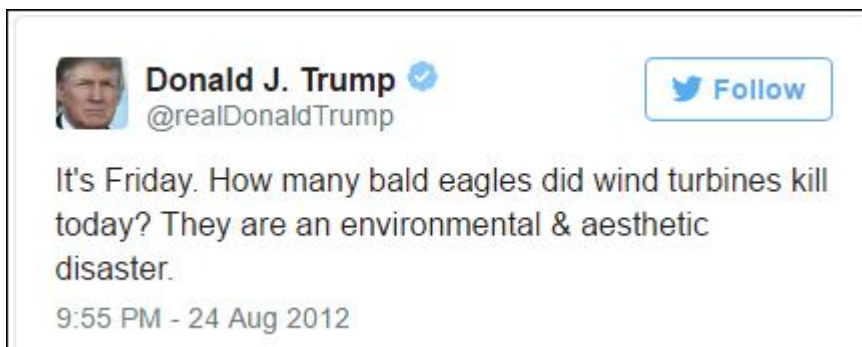 Donald J. Trump
@realDonaldTrump
Follow
It's Friday. How many bald eagles did wind turbines kill
today? They are an environmental & aesthetic
disaster.
9:55 PM - 24 Aug 2012